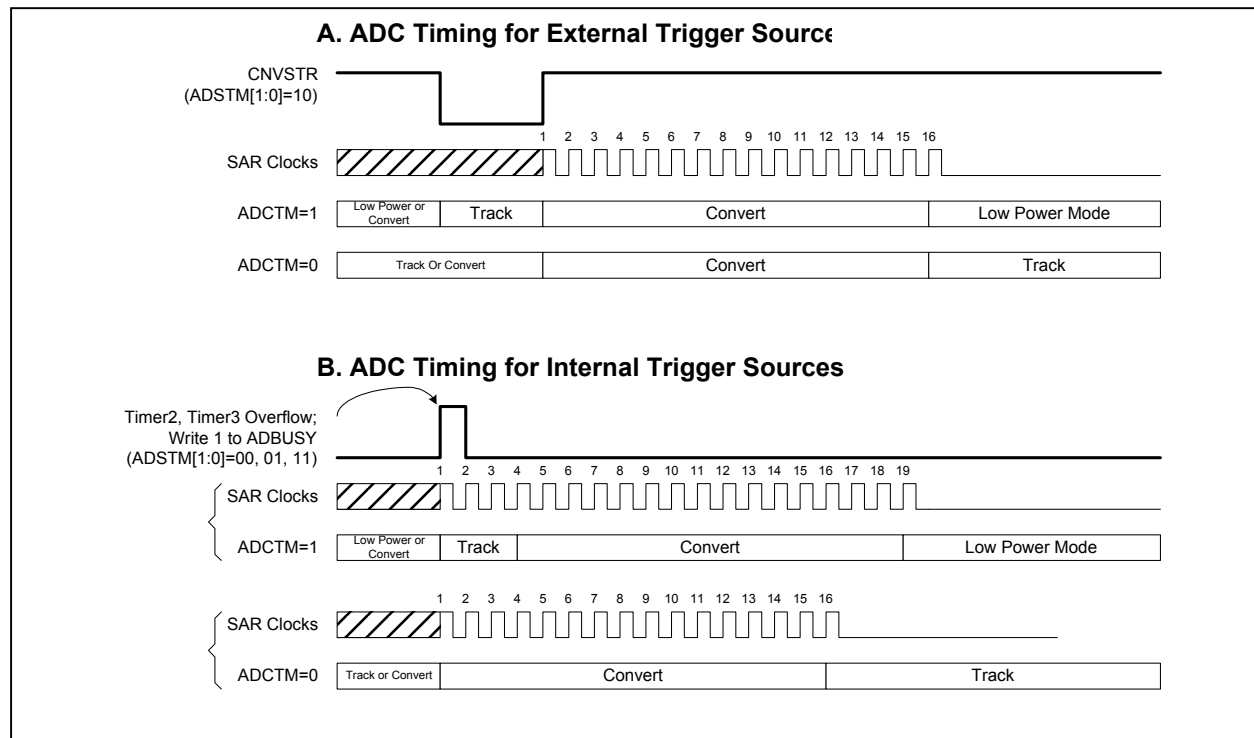 A. ADC Timing for External Trigger Source
CNVSTR
(ADSTM[1:0]=10)
1 2 3 4 5 6 7 8 9 10 11 12 13 14 15 16
SAR Clocks
ADCTM=1
Low Power or
Convert
Track
Convert
Low Power Mode
ADCTM=0
Track Or Convert
Convert
Track
B. ADC Timing for Internal Trigger Sources
Timer2, Timer3 Overflow;
Write 1 to ADBUSY
(ADSTM[1:0]=00, 01, 11)
1 2 3 4 5 6 7 8 9 10 11 12 13 14 15 16 17 18 19
SAR Clocks
ADCTM=1
Low Power or
Convert
Track
Convert
Low Power Mode
1 2 3 4 5 6 7 8 9 10 11 12 13 14 15 16
SAR Clocks
ADCTM=0
Track or Convert
Convert
Track